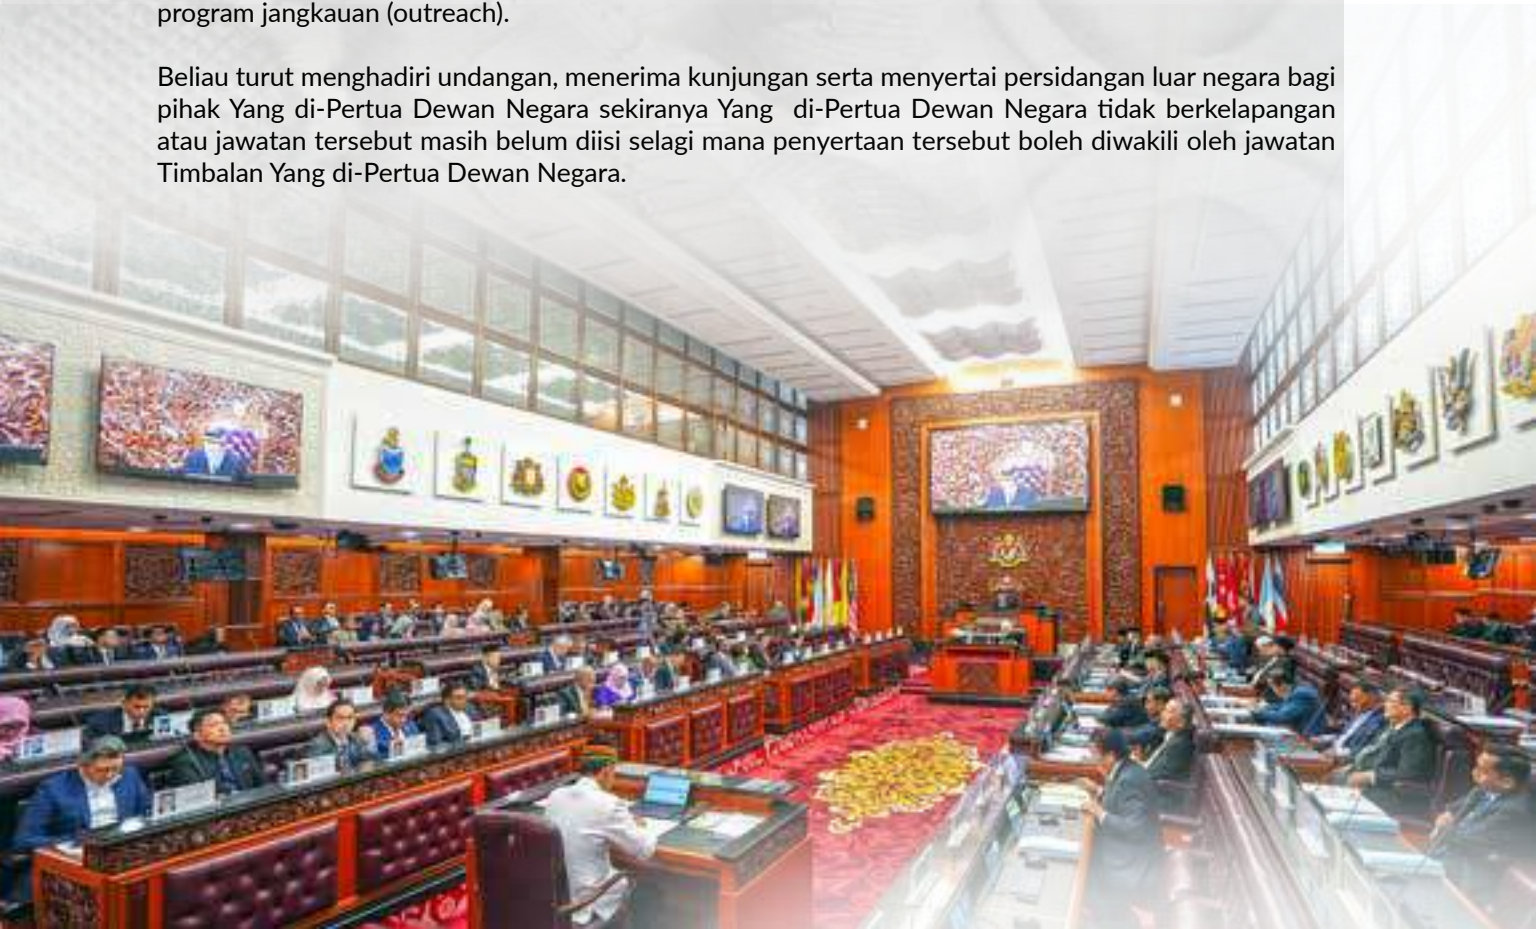 program jangkauan (outreach).
Beliau turut menghadiri undangan, menerima kunjungan serta menyertai persidangan luar negara bagi
pihak Yang di-Pertua Dewan Negara sekiranya Yang  di-Pertua Dewan Negara tidak berkelapangan
atau jawatan tersebut masih belum diisi selagi mana penyertaan tersebut boleh diwakili oleh jawatan
Timbalan Yang di-Pertua Dewan Negara.